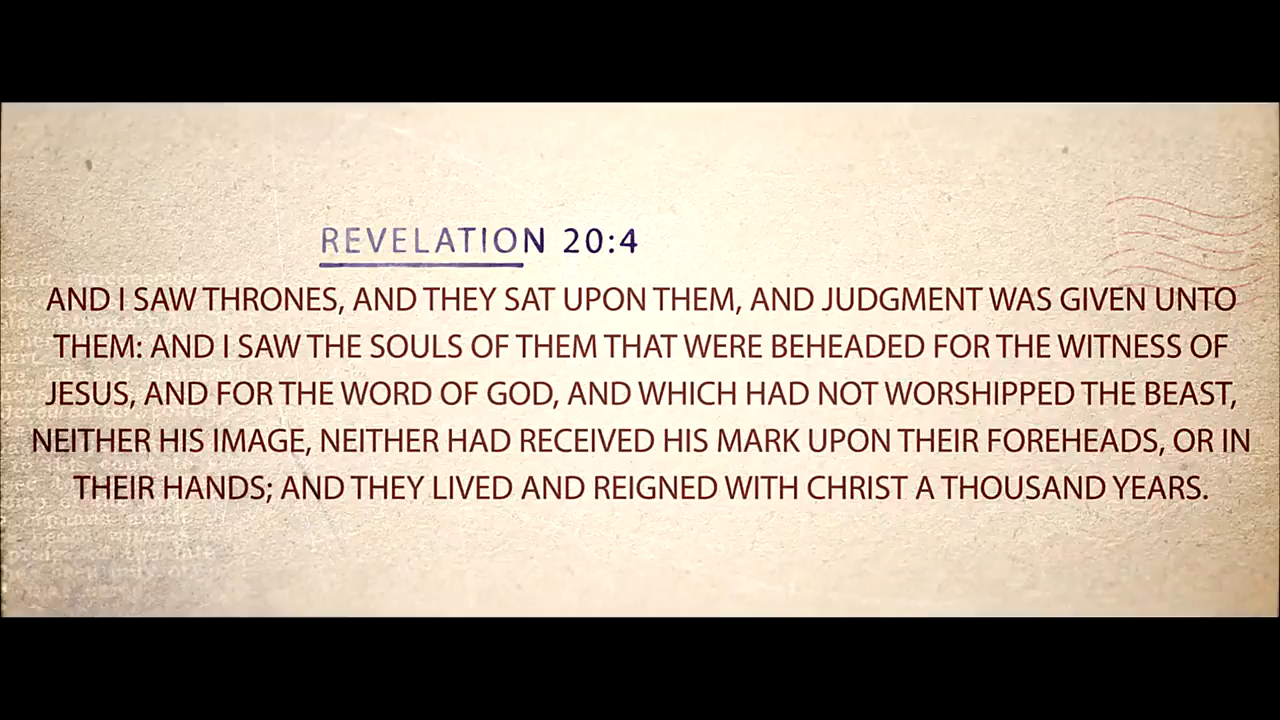 REVELATION 20:4
AND I SAW THRONES, AND THEY SAT UPON THEM, AND JUDGMENT WAS GIVEN UNTO
THEM: AND I SAW THE SOULS OF THEM THAT WERE BEHEADED FOR THE WITNESS OF
JESUS, AND FOR THE WORD OF GOD, AND WHICH HAD NOT WORSHIPPED THE BEAST,
NEITHER HIS IMAGE, NEITHER HAD RECEIVED HIS MARK UPON THEIR FOREHEADS, OR IN
THEIR HANDS; AND THEY LIVED AND REIGNED WITH CHRIST A THOUSAND YEARS.